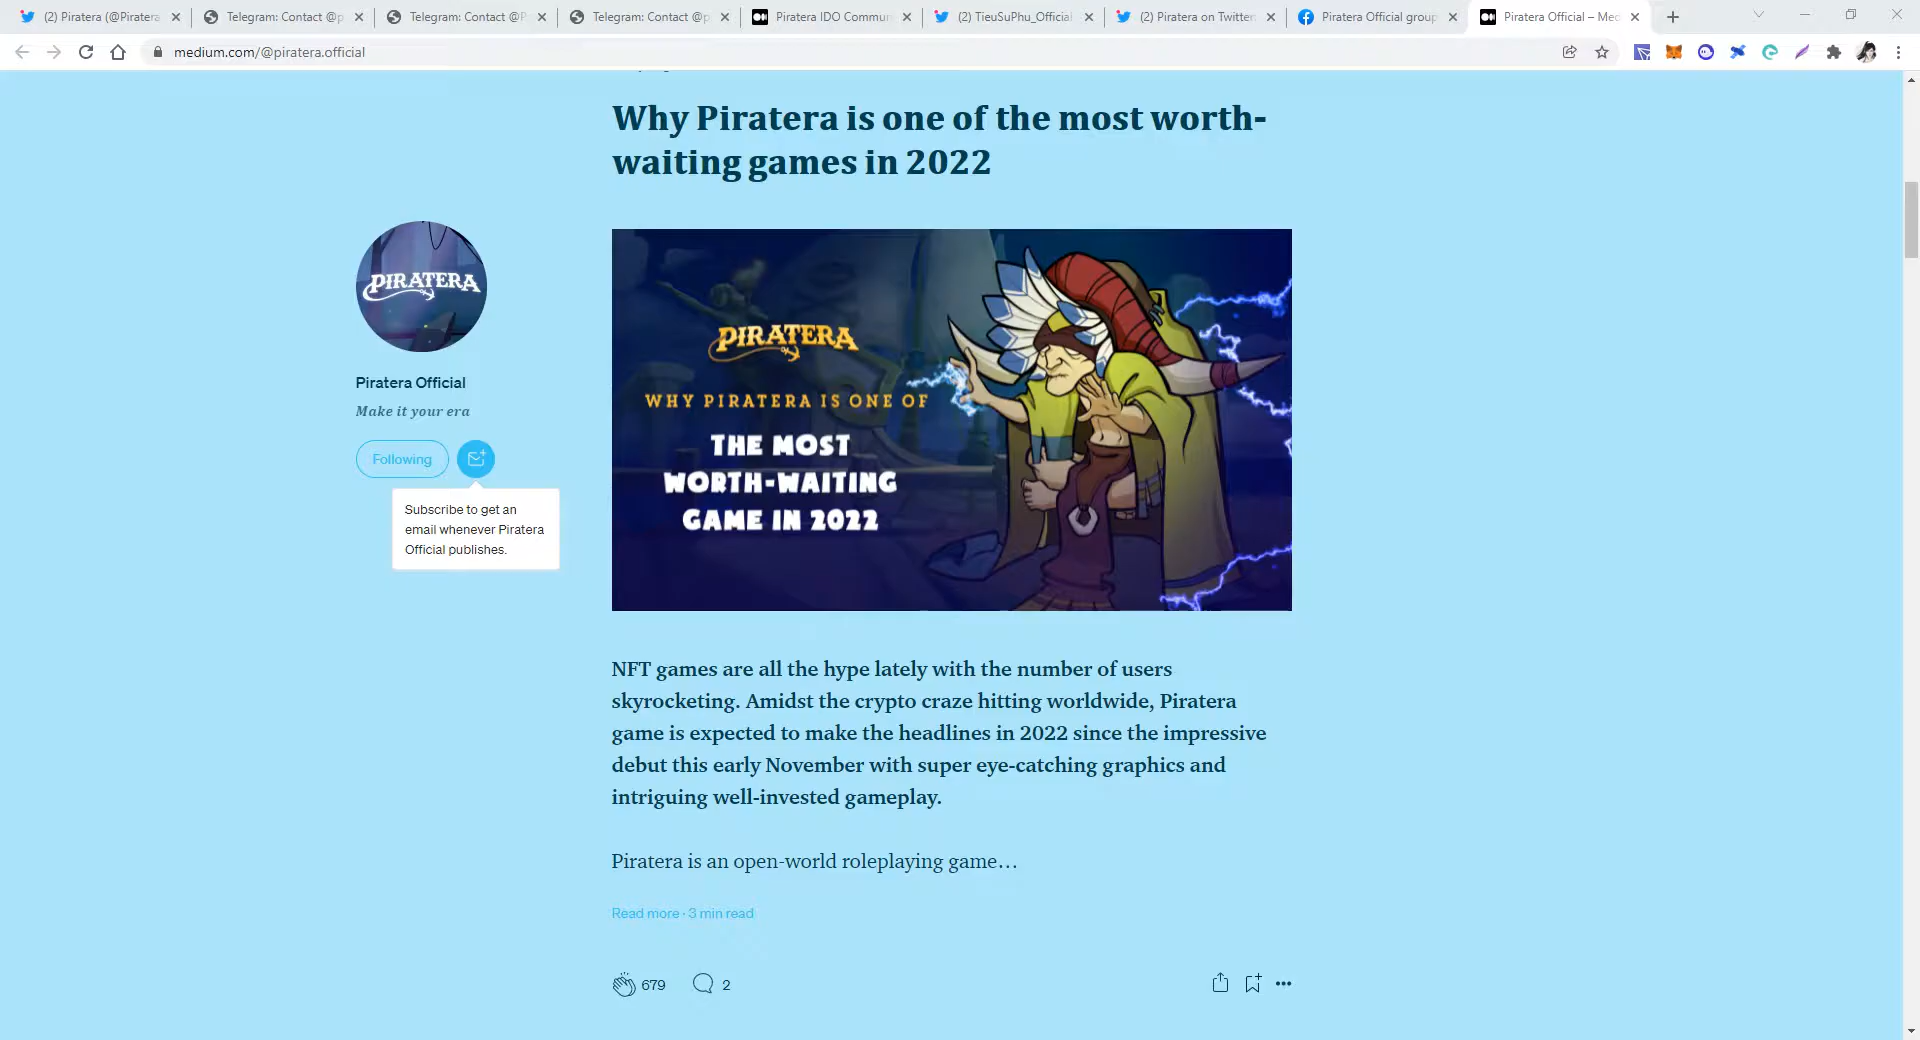 (2) Piratera (@Piratera
Telegram: Contact @p
Telegram: Contact @P
Telegram: Contact @p
Piratera IDO Commun
(2) TieuSuPhu_Official
(2) Piratera on Twitter
Piratera Official group
Piratera Official – Med
medium.com/@piratera.official
Why Piratera is one of the most worth-
waiting games in 2022
PIRATERA
Piratera Official
Make it your era
Following
Subscribe to get an
email whenever Piratera
Official publishes.
PIRATERA
WHY PIRATERA IS ONE OF
THE MOST
WORTH-WAITING
GAME IN 2022
NFT games are all the hype lately with the number of users
skyrocketing. Amidst the crypto craze hitting worldwide, Piratera
game is expected to make the headlines in 2022 since the impressive
debut this early November with super eye-catching graphics and
intriguing well-invested gameplay.
Piratera is an open-world roleplaying game…
Read more · 3 min read
679
2